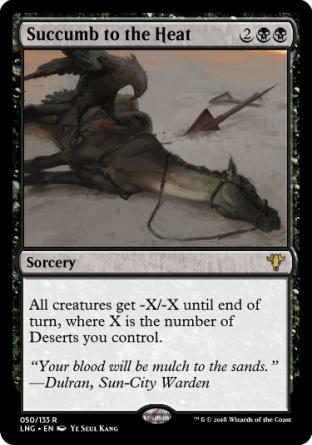 Succumb to the Heat 2
Sorcery
All creatures get -X/-X until end of
turn, where X is the number of
Deserts you control.
“Your blood will be mulch to the sands.”
—Dulran, Sun-City Warden
050/133 R
LNG • EN Ye Seul Kang
™ & © 2018 Wizards of the Coast